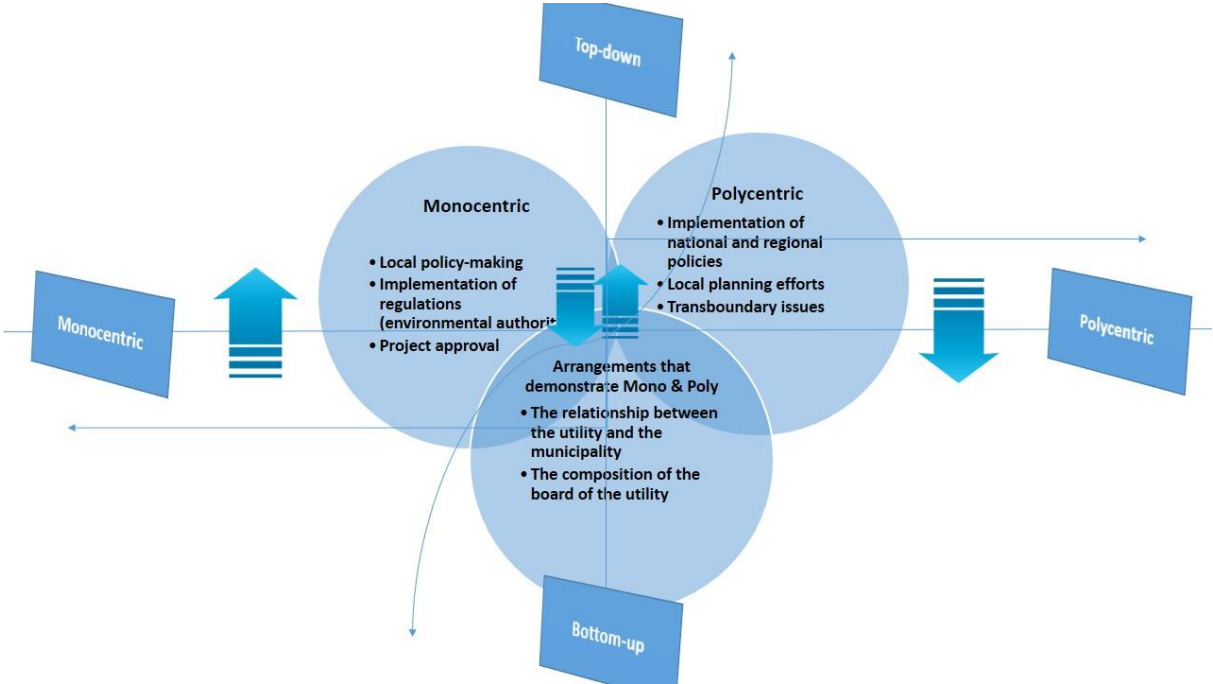 Top-down
Monocentric
• Local policy-making
• Implementation of
regulations
(environmental authorit
• Project approval
Polycentric
• Implementation of
national and regional
policies
• Local planning efforts
• Transboundary issues
Monocentric
Polycentric
Arrangements that
demonstrate Mono & Poly
• The relationship between
the utility and the
municipality
• The composition of the
board of the utility
Bottom-up